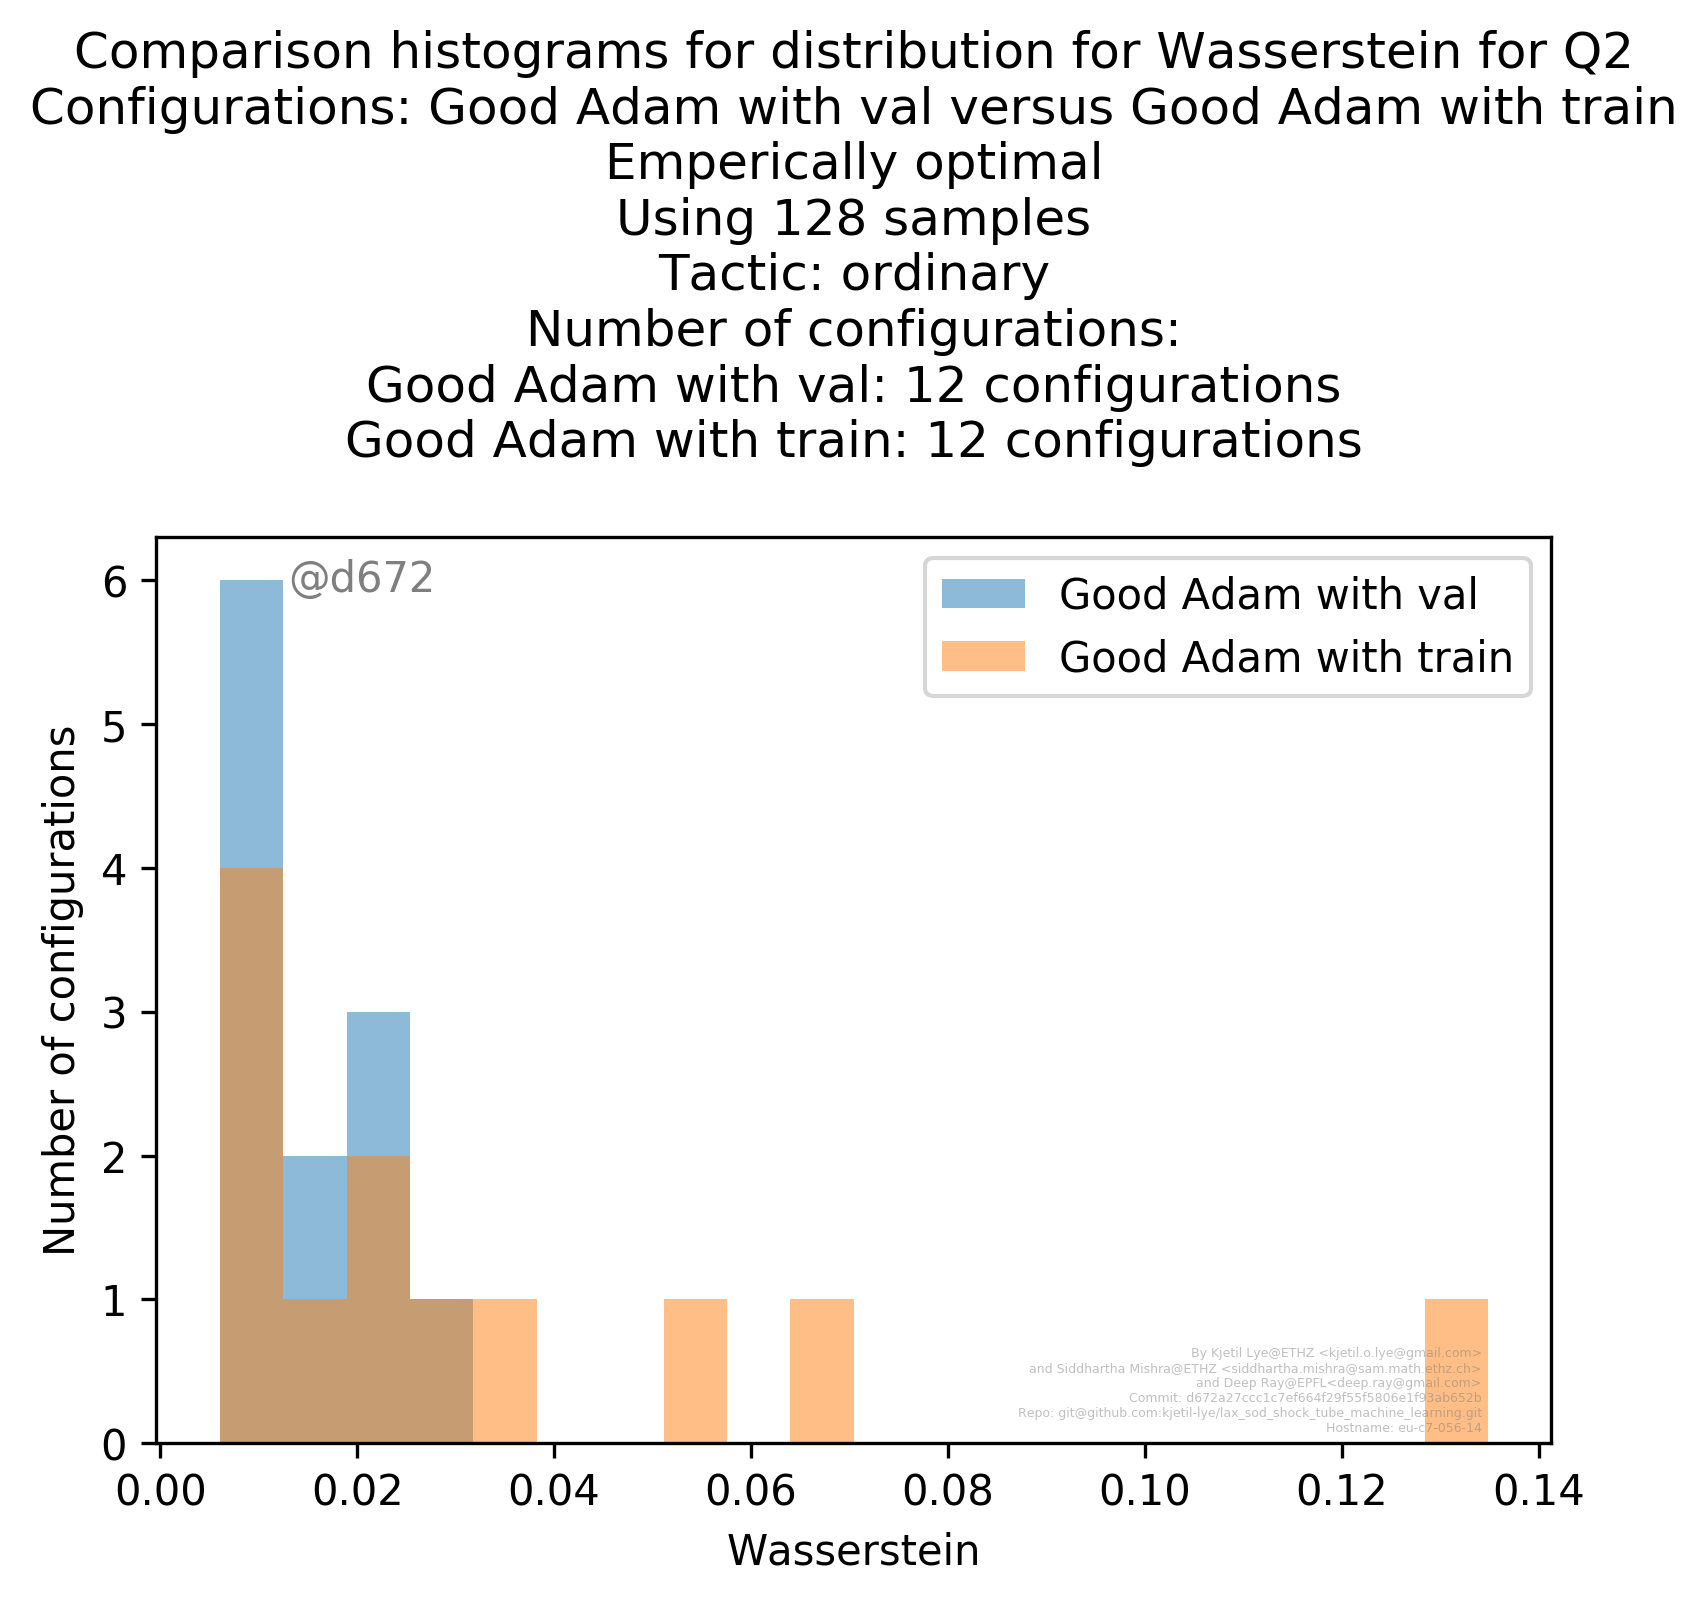 Comparison histograms for distribution for Wasserstein for Q2
Configurations: Good Adam with val versus Good Adam with train
Emperically optimal
Using 128 samples
Tactic: ordinary
Number of configurations:
Good Adam with val: 12 configurations
Good Adam with train: 12 configurations
@d672
Good Adam with val
Good Adam with train
Number of configurations
6
5
4
3
2
1
0
By Kjetil Lye@ETHZ <kjetil.o.lye@gmail.com>
and Siddhartha Mishra@ETHZ <siddhartha.mishra@sam.math.ethz.ch>
and Deep Ray@EPFL<deep.ray@gmail.com>
Commit: d672a27ccc1c7ef664f29f55f5806e1f93ab652b
Repo: git@github.com:kjetil-lye/lax_sod_shock_tube_machine_learning.git
Hostname: eu-c7-056-14
0.00 0.02 0.04 0.06 0.08 0.10 0.12 0.14
Wasserstein